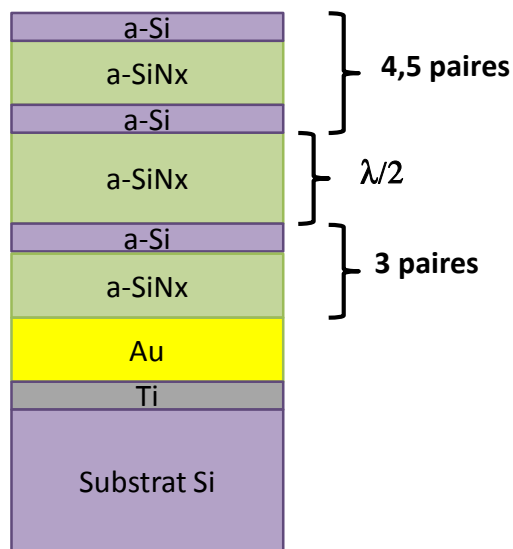 a-Si
a-SiNx
4,5 paires
a-Si
a-SiNx
λ/2
a-Si
a-SiNx
3 paires
Au
Ti
Substrat Si